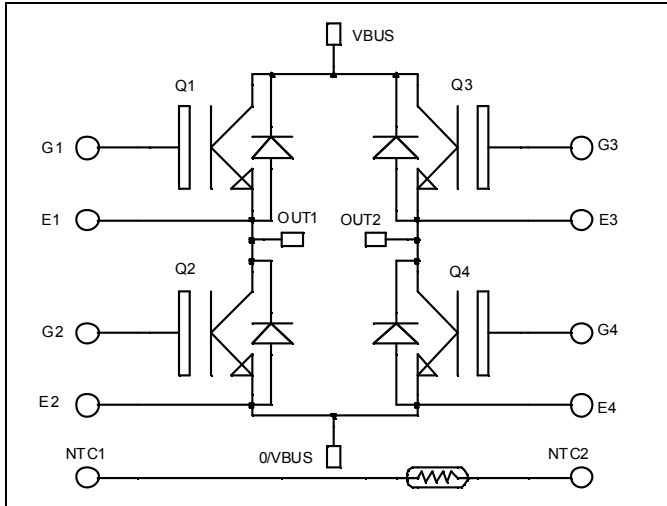 VBUS
Q1
Q3
G1
G3
E1
OUT1
OUT2
E3
Q2
Q4
G2
G4
E2
E4
NTC1
0/VBUS
NTC2